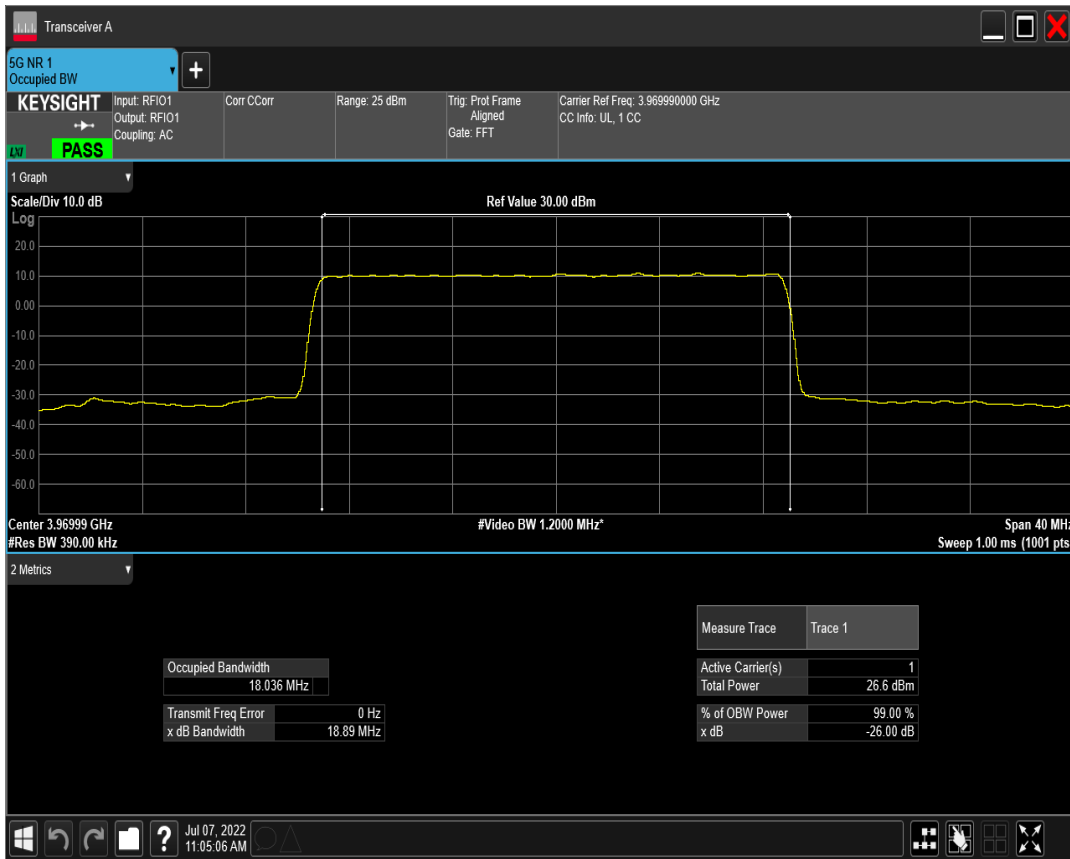 Transceiver A
5G NR 1
Occupied BW
+
KEYSIGHT
LXI
PASS
Input: RFIO1
Output: RFIO1
Coupling: AC
Corr CCorr
Range: 25 dBm
Trig: Prot Frame
Aligned
Gate: FFT
Carrier Ref Freq: 3.969990000 GHz
CC Info: UL, 1 CC
1 Graph
Scale/Div 10.0 dB
Ref Value 30.00 dBm
Log
20.0
10.0
0.00
-10.0
-20.0
-30.0
-40.0
-50.0
-60.0
Center 3.96999 GHz
#Video BW 1.2000 MHz*
Span 40 MHz
#Res BW 390.00 kHz
Sweep 1.00 ms (1001 pts
2 Metrics
Measure Trace Trace 1
Occupied Bandwidth
18.036 MHz
Transmit Freq Error 0 Hz
x dB Bandwidth 18.89 MHz
Active Carrier(s) 1
Total Power 26.6 dBm
% of OBW Power 99.00 %
x dB -26.00 dB
?
Jul 07, 2022
11:05:06 AM